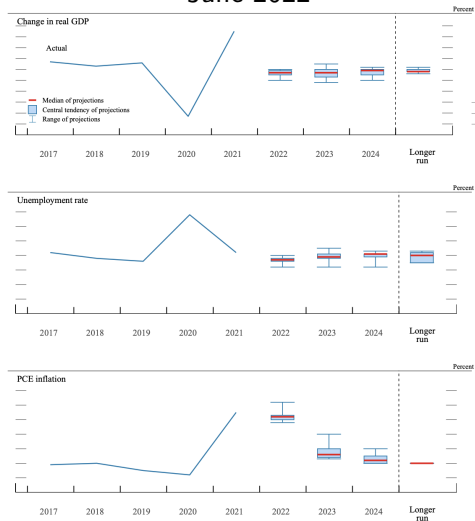 June 2022
Percent
Change in real GDP
Actual
Median of projections
Central tendency of projections
Range of projections
2017 2018 2019 2020 2021 2022 2023 2024 Longer run
Percent
Unemployment rate
2017 2018 2019 2020 2021 2022 2023 2024 Longer run
Percent
PCE inflation
2017 2018 2019 2020 2021 2022 2023 2024 Longer run